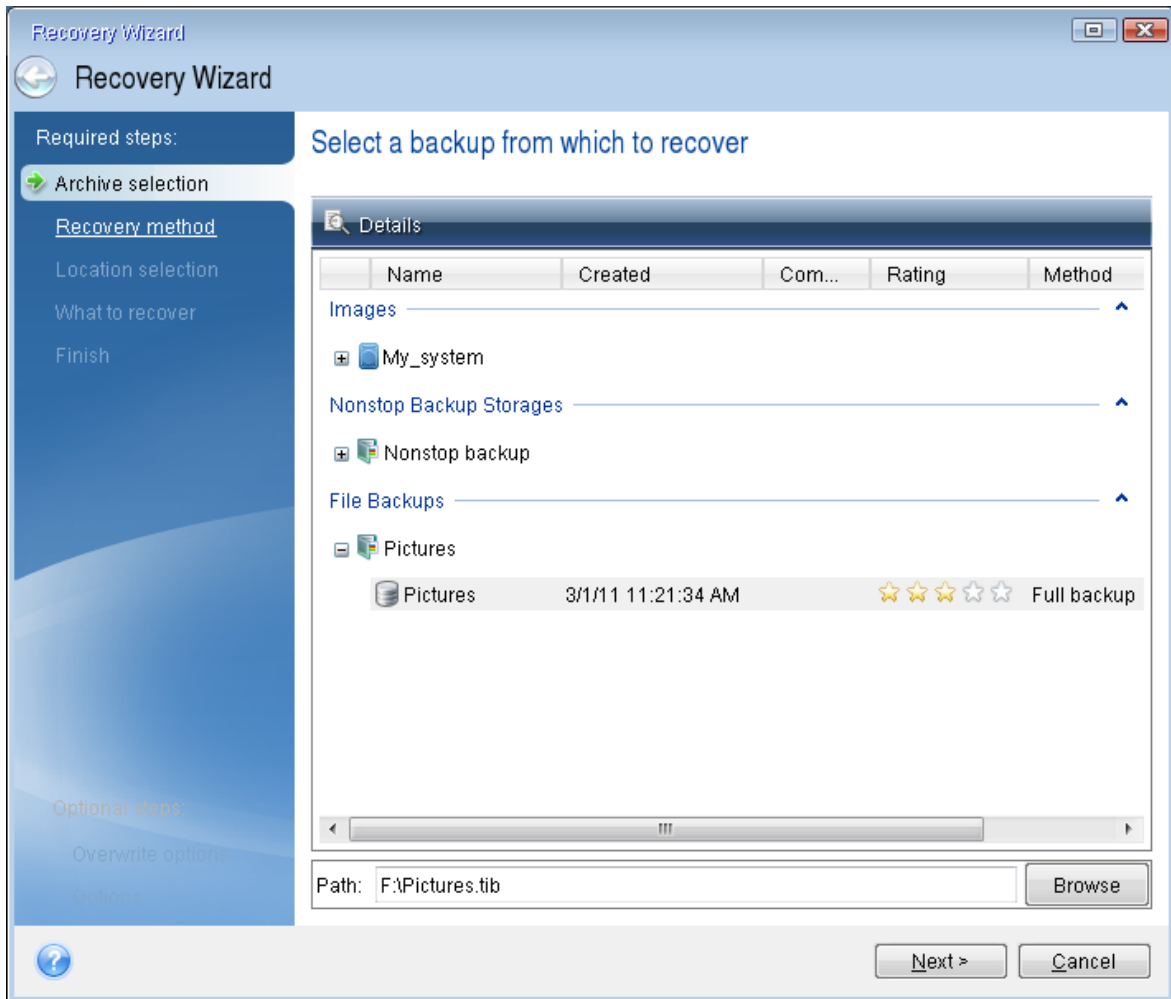 Recovery Wizard
Recovery Wizard
Required steps:
Archive selection
Recovery method
Location selection
What to recover
Finish
Optional steps:
Overwrite options
Options
Select a backup from which to recover
Details
Name Created Com... Rating Method
Images
My_system
Nonstop Backup Storages
Nonstop backup
File Backups
Pictures
Pictures 3/1/11 11:21:34 AM Full backup
Path: F:\Pictures.tib Browse
Next > Cancel